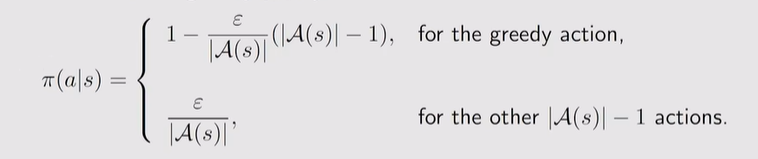 π(a|s) = { 1 − ε/|𝒜(s)| (|𝒜(s)| − 1), for the greedy action,
ε/|𝒜(s)|, for the other |𝒜(s)| − 1 actions.